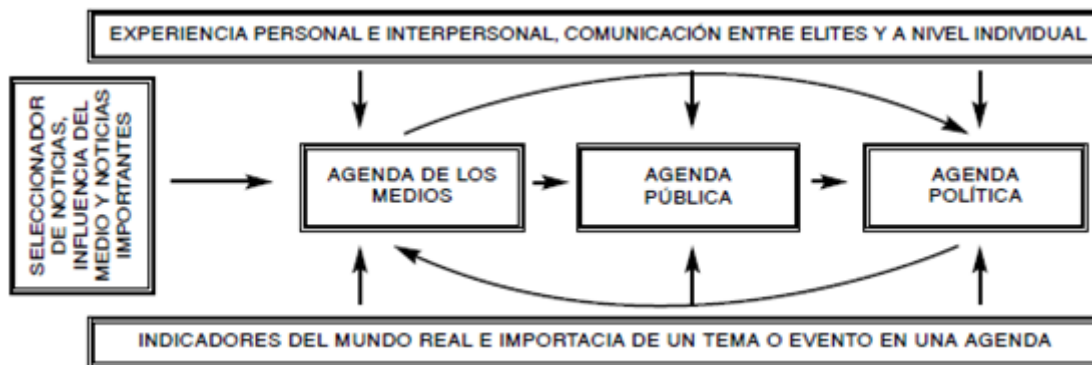 EXPERIENCIA PERSONAL E INTERPERSONAL, COMUNICACIÓN ENTRE ELITES Y A NIVEL INDIVIDUAL
SELECCIONADOR
DE NOTICIAS,
INFLUENCIA DEL
MEDIO Y NOTICIAS
IMPORTANTES
AGENDA DE LOS
MEDIOS
AGENDA
PÚBLICA
AGENDA
POLÍTICA
INDICADORES DEL MUNDO REAL E IMPORTACIA DE UN TEMA O EVENTO EN UNA AGENDA